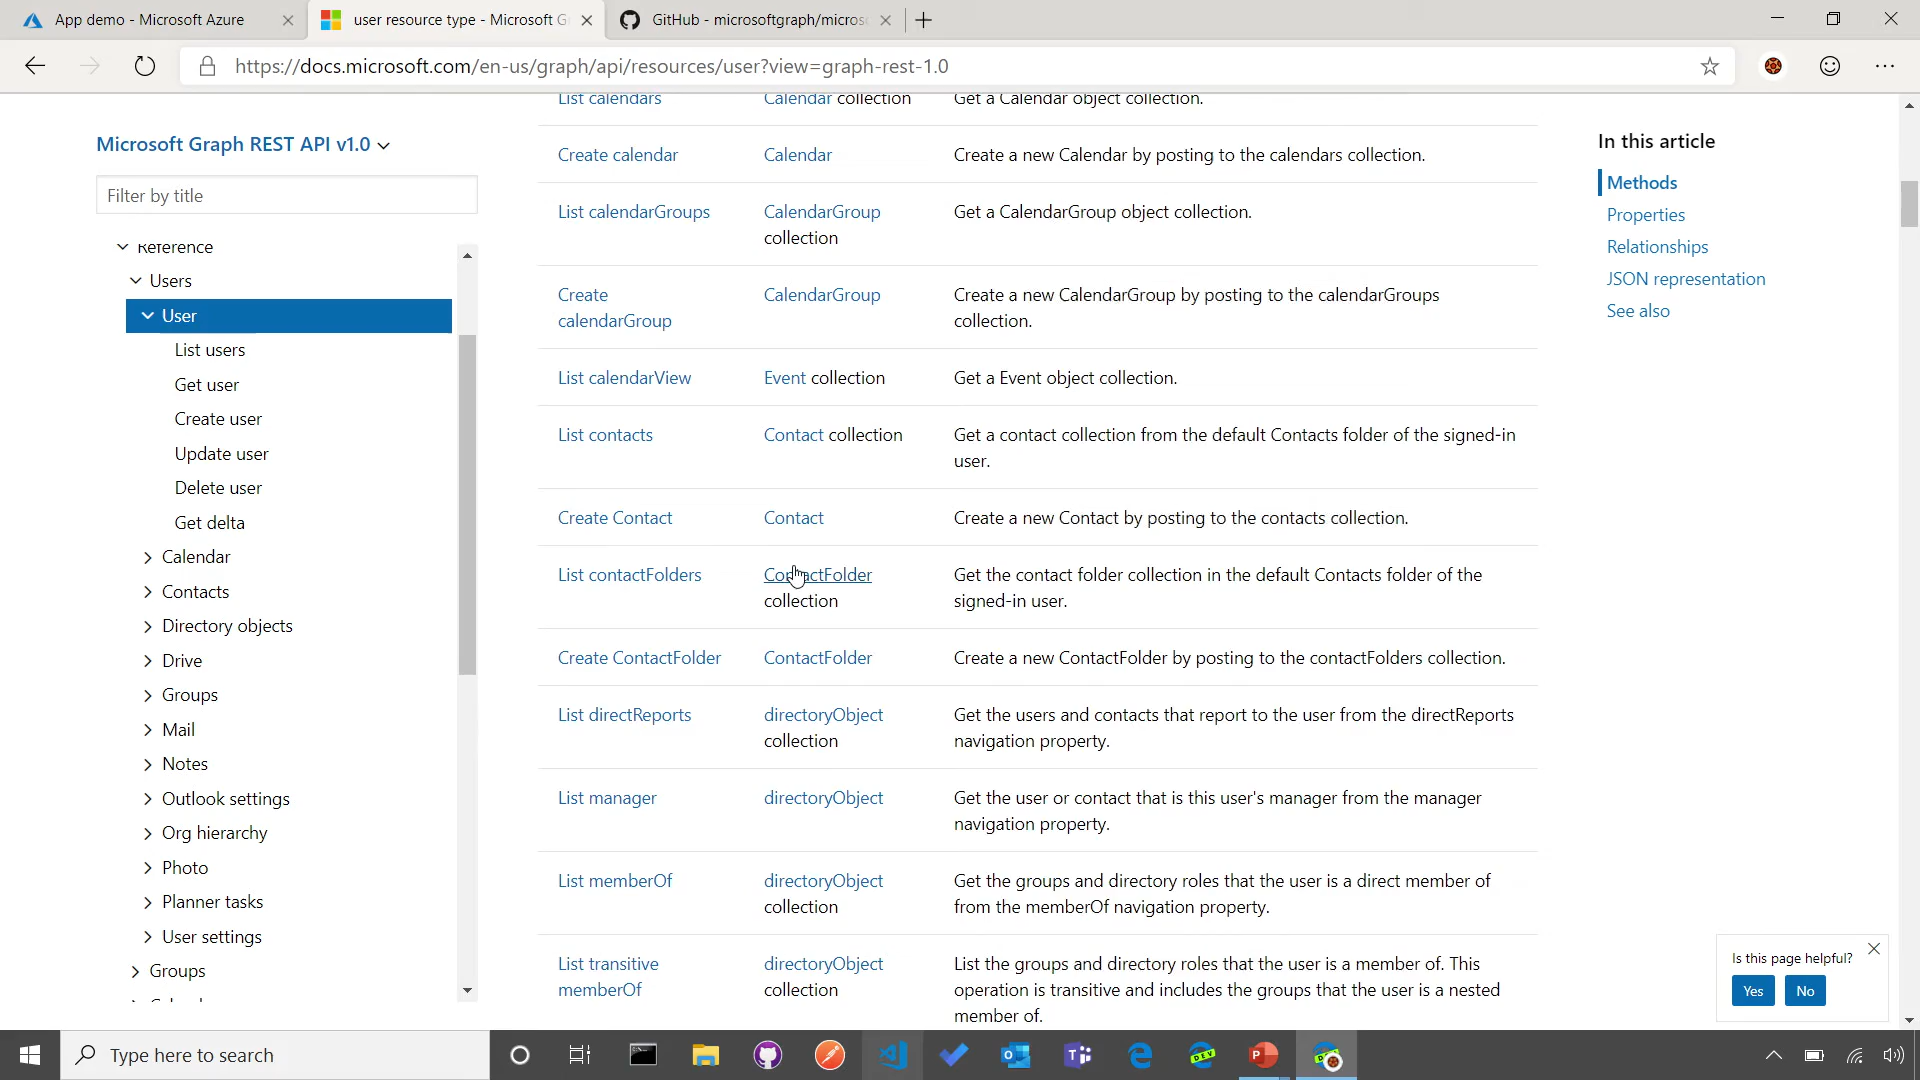 App demo - Microsoft Azure
user resource type - Microsoft G
GitHub - microsoftgraph/micros
https://docs.microsoft.com/en-us/graph/api/resources/user?view=graph-rest-1.0
Microsoft Graph REST API v1.0
Filter by title
Reference
Users
User
List users
Get user
Create user
Update user
Delete user
Get delta
Calendar
Contacts
Directory objects
Drive
Groups
Mail
Notes
Outlook settings
Org hierarchy
Photo
Planner tasks
User settings
Groups
List calendars
Calendar collection
Get a Calendar object collection.
Create calendar
Calendar
Create a new Calendar by posting to the calendars collection.
List calendarGroups
CalendarGroup
collection
Get a CalendarGroup object collection.
Create
calendarGroup
CalendarGroup
Create a new CalendarGroup by posting to the calendarGroups
collection.
List calendarView
Event collection
Get a Event object collection.
List contacts
Contact collection
Get a contact collection from the default Contacts folder of the signed-in
user.
Create Contact
Contact
Create a new Contact by posting to the contacts collection.
List contactFolders
ContactFolder
collection
Get the contact folder collection in the default Contacts folder of the
signed-in user.
Create ContactFolder
ContactFolder
Create a new ContactFolder by posting to the contactFolders collection.
List directReports
directoryObject
collection
Get the users and contacts that report to the user from the directReports
navigation property.
List manager
directoryObject
Get the user or contact that is this user's manager from the manager
navigation property.
List memberOf
directoryObject
collection
Get the groups and directory roles that the user is a direct member of
from the memberOf navigation property.
List transitive
memberOf
directoryObject
collection
List the groups and directory roles that the user is a member of. This
operation is transitive and includes the groups that the user is a nested
member of.
In this article
Methods
Properties
Relationships
JSON representation
See also
Is this page helpful?
Yes
No
Type here to search
DEV